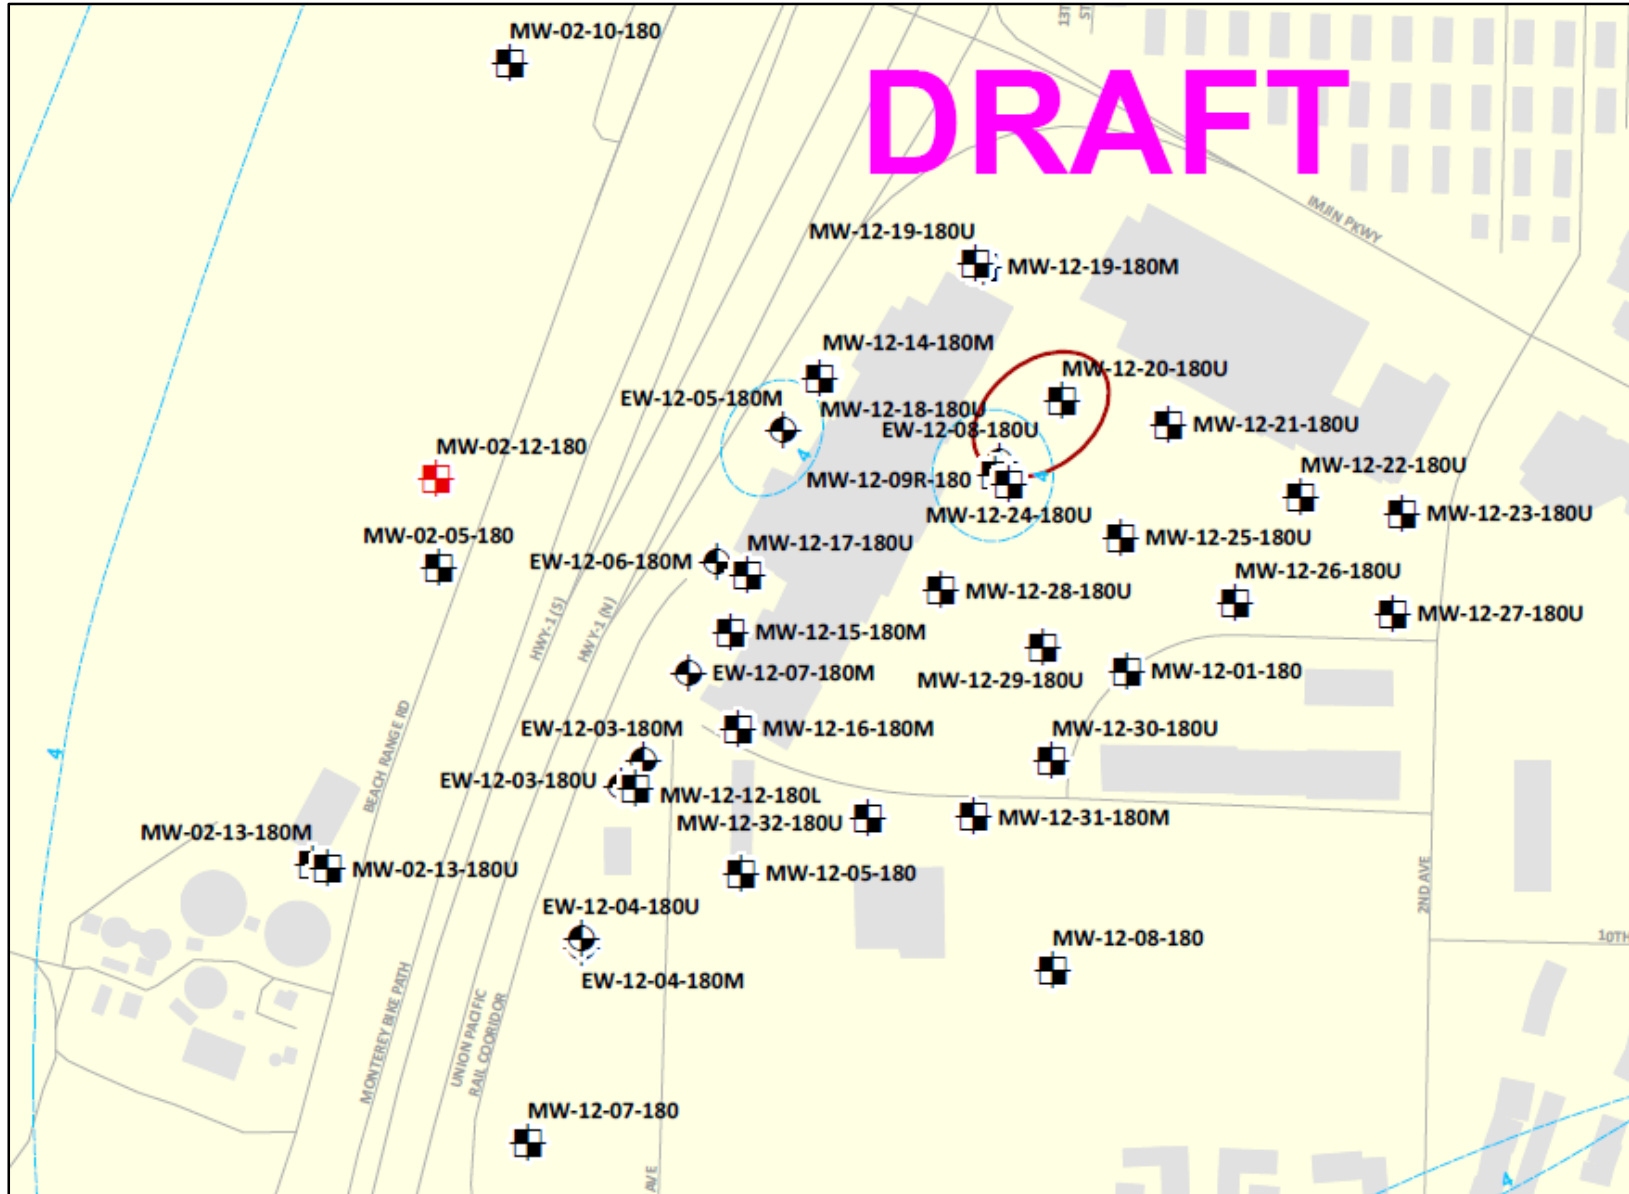 MW-02-10-180
13TH
ST
DRAFT
IMJIN PKWY
MW-12-19-180U
MW-12-19-180M
MW-12-14-180M
MW-12-20-180U
EW-12-05-180M
MW-12-18-180U
EW-12-08-180U
MW-12-21-180U
4
MW-02-12-180
MW-12-09R-180
4
MW-12-22-180U
MW-12-24-180U
MW-12-23-180U
MW-02-05-180
MW-12-17-180U
MW-12-25-180U
EW-12-06-180M
MW-12-26-180U
MW-12-28-180U
HWY-1 (S)
HWY-1 (N)
MW-12-27-180U
MW-12-15-180M
EW-12-07-180M
MW-12-29-180U
MW-12-01-180
EW-12-03-180M
MW-12-16-180M
MW-12-30-180U
4
BEACH RANGE RD
EW-12-03-180U
MW-12-12-180L
MW-12-32-180U
MW-12-31-180M
MW-02-13-180M
MW-02-13-180U
MW-12-05-180
2ND AVE
EW-12-04-180U
MW-12-08-180
10TH
EW-12-04-180M
MONTEREY BIKE PATH
UNION PACIFIC
RAIL COORIDOR
MW-12-07-180
AVE
4